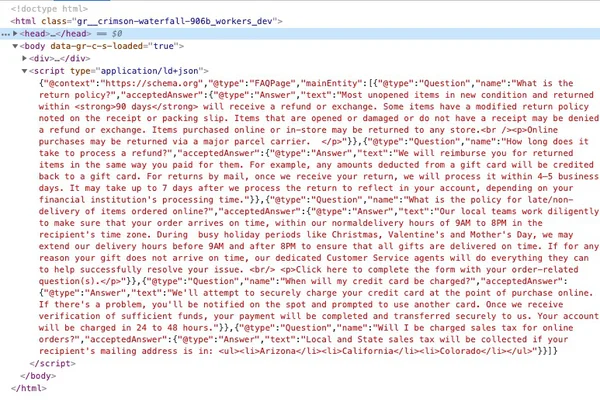 <!doctype html>
<html class="gr__crimson-waterfall-906b_workers_dev">
<head>…</head> == $0
<body data-gr-c-s-loaded="true">
<div>…</div>
<script type="application/ld+json">
{"@context":"https://schema.org","@type":"FAQPage","mainEntity":[{"@type":"Question","name":"What is the
return policy?","acceptedAnswer":{"@type":"Answer","text":"Most unopened items in new condition and returned
within <strong>90 days</strong> will receive a refund or exchange. Some items have a modified return policy
noted on the receipt or packing slip. Items that are opened or damaged or do not have a receipt may be denied
a refund or exchange. Items purchased online or in-store may be returned to any store.<br /><p>Online
purchases may be returned via a major parcel carrier.  </p>"}},{"@type":"Question","name":"How long does it
take to process a refund?","acceptedAnswer":{"@type":"Answer","text":"We will reimburse you for returned
items in the same way you paid for them. For example, any amounts deducted from a gift card will be credited
back to a gift card. For returns by mail, once we receive your return, we will process it within 4–5 business
days. It may take up to 7 days after we process the return to reflect in your account, depending on your
financial institution's processing time."}},{"@type":"Question","name":"What is the policy for late/non-
delivery of items ordered online?","acceptedAnswer":{"@type":"Answer","text":"Our local teams work diligently
to make sure that your order arrives on time, within our normaldelivery hours of 9AM to 8PM in the
recipient's time zone. During  busy holiday periods like Christmas, Valentine's and Mother's Day, we may
extend our delivery hours before 9AM and after 8PM to ensure that all gifts are delivered on time. If for any
reason your gift does not arrive on time, our dedicated Customer Service agents will do everything they can
to help successfully resolve your issue. <br/> <p>Click here to complete the form with your order-related
question(s).</p>"}},{"@type":"Question","name":"When will my credit card be charged?","acceptedAnswer":
{"@type":"Answer","text":"We'll attempt to securely charge your credit card at the point of purchase online.
If there's a problem, you'll be notified on the spot and prompted to use another card. Once we receive
verification of sufficient funds, your payment will be completed and transferred securely to us. Your account
will be charged in 24 to 48 hours."}},{"@type":"Question","name":"Will I be charged sales tax for online
orders?","acceptedAnswer":{"@type":"Answer","text":"Local and State sales tax will be collected if your
recipient's mailing address is in: <ul><li>Arizona</li><li>California</li><li>Colorado</li></ul>"}}]}
</script>
</body>
</html>